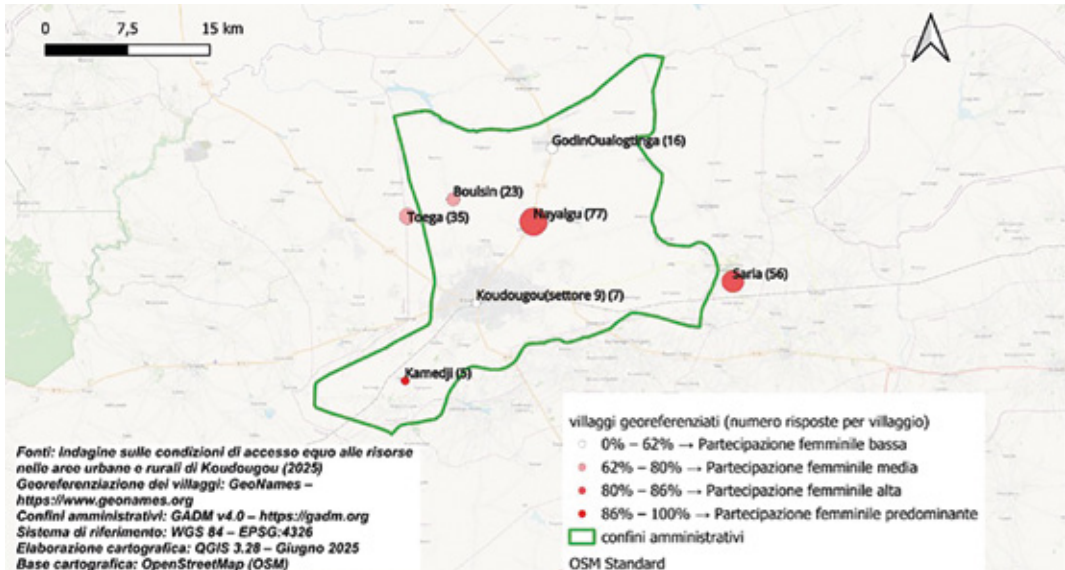 0 7,5 15 km
GodinOualogtinga (16)
Boulsin (23)
Toega (35)
Nayalgu (77)
Saria (56)
Koudougou(settore 9) (7)
Kamedji (5)
villaggi georeferenziati (numero risposte per villaggio)
0% – 62% → Partecipazione femminile bassa
62% – 80% → Partecipazione femminile media
80% – 86% → Partecipazione femminile alta
86% – 100% → Partecipazione femminile predominante
confini amministrativi
OSM Standard
Fonti: Indagine sulle condizioni di accesso equo alle risorse
nelle aree urbane e rurali di Koudougou (2025)
Georeferenziazione dei villaggi: GeoNames –
https://www.geonames.org
Confini amministrativi: GADM v4.0 – https://gadm.org
Sistema di riferimento: WGS 84 – EPSG:4326
Elaborazione cartografica: QGIS 3.28 – Giugno 2025
Base cartografica: OpenStreetMap (OSM)